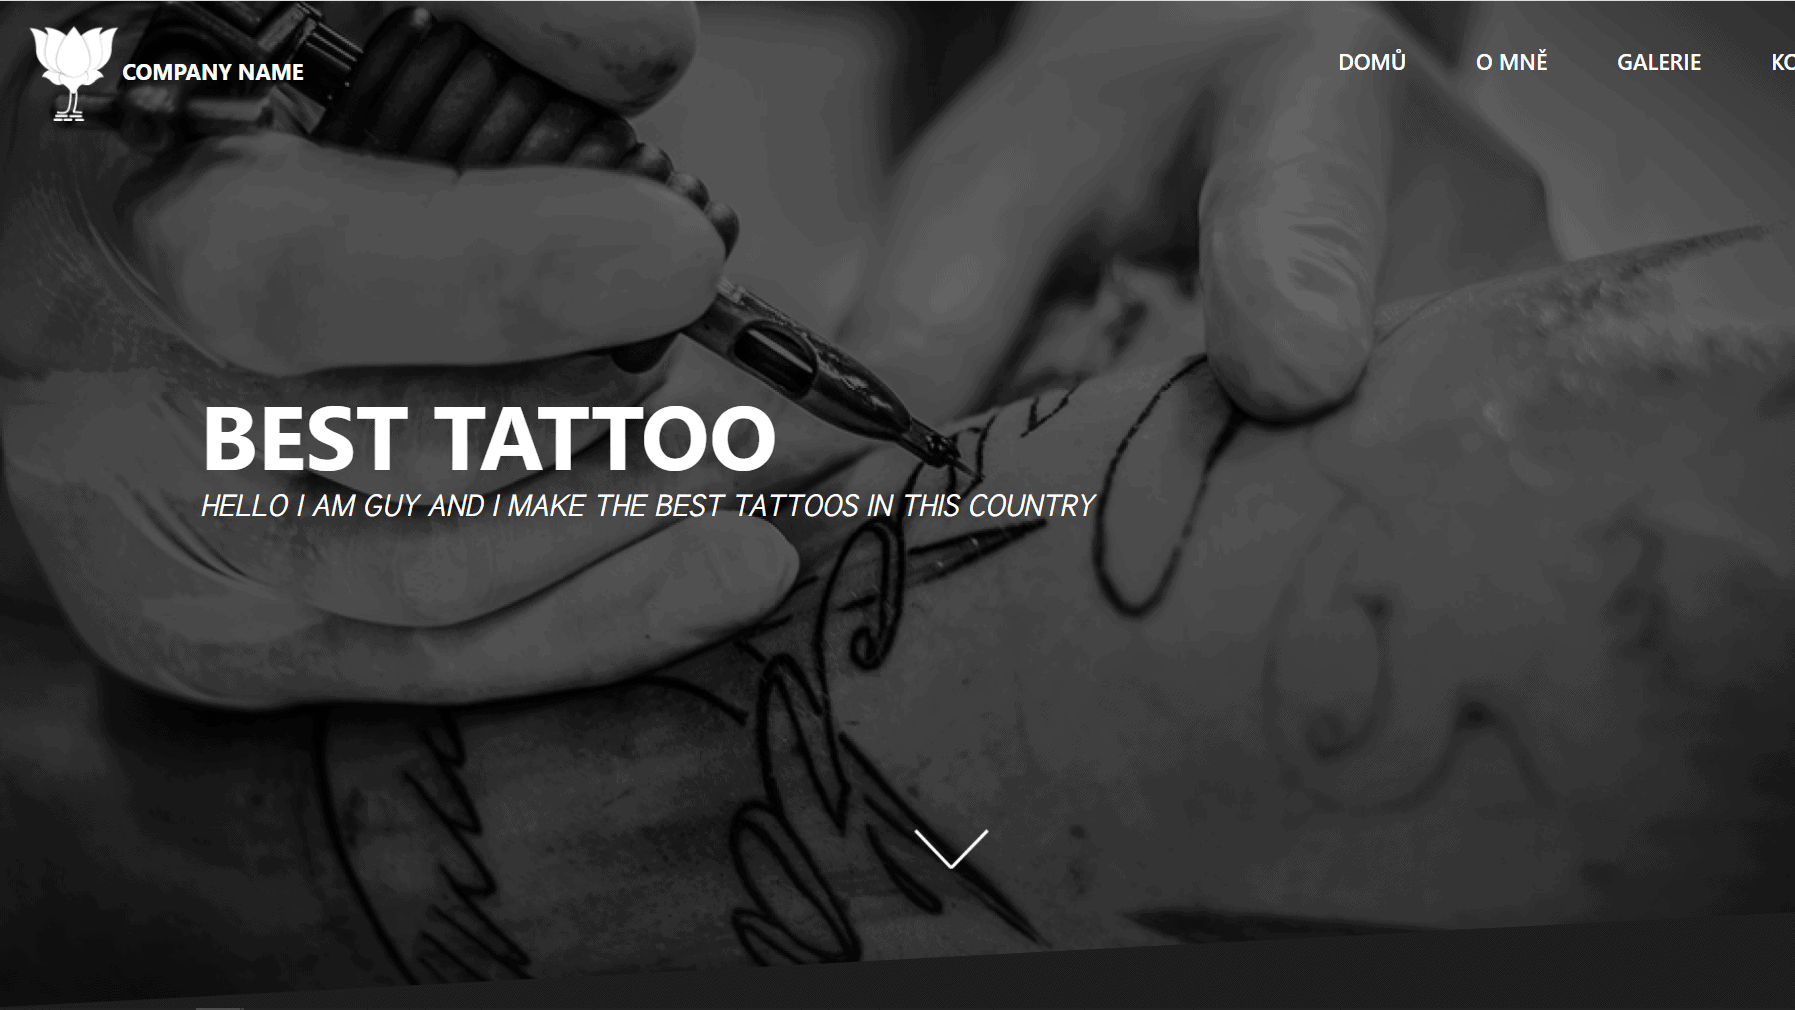 COMPANY NAME
DOMŮ O MNĚ GALERIE KO
BEST TATTOO
HELLO I AM GUY AND I MAKE THE BEST TATTOOS IN THIS COUNTRY